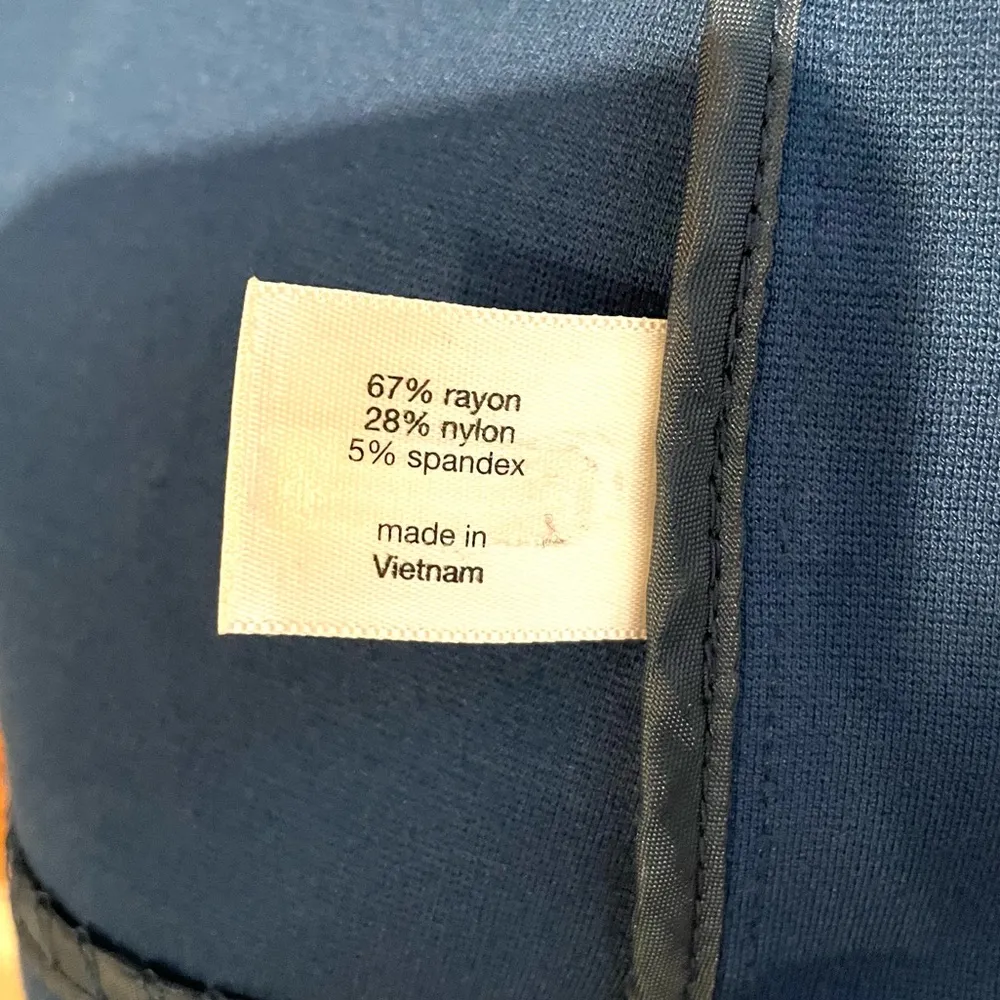 67% rayon
28% nylon
5% spandex
made in
Vietnam